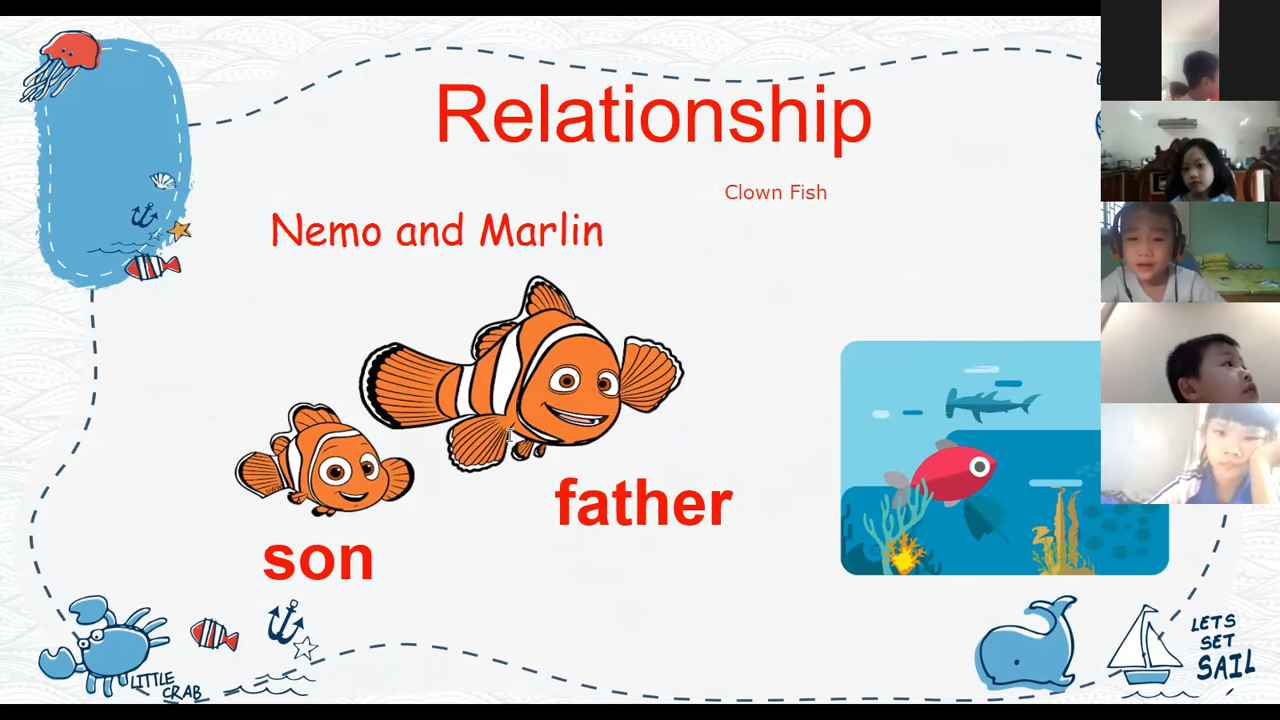 Relationship
Clown Fish
Nemo and Marlin
father
son
LITTLE
CRAB
LETS
SET
SAIL